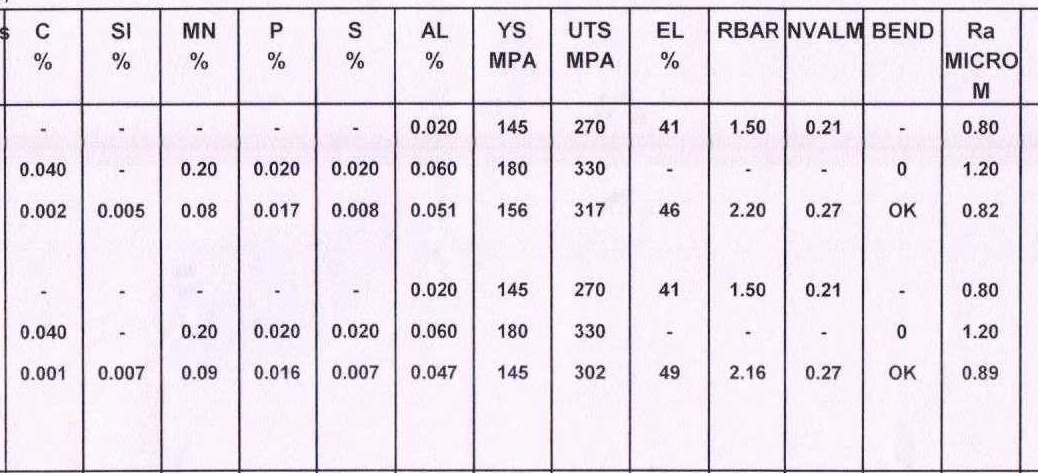 s C SI MN P S AL YS UTS EL RBAR NVALM BEND Ra
% % % % % % MPA MPA % MICRO
M
- - - - - 0.020 145 270 41 1.50 0.21 - 0.80
0.040 - 0.20 0.020 0.020 0.060 180 330 - - - 0 1.20
0.002 0.005 0.08 0.017 0.008 0.051 156 317 46 2.20 0.27 OK 0.82
- - - - - 0.020 145 270 41 1.50 0.21 - 0.80
0.040 - 0.20 0.020 0.020 0.060 180 330 - - - 0 1.20
0.001 0.007 0.09 0.016 0.007 0.047 145 302 49 2.16 0.27 OK 0.89